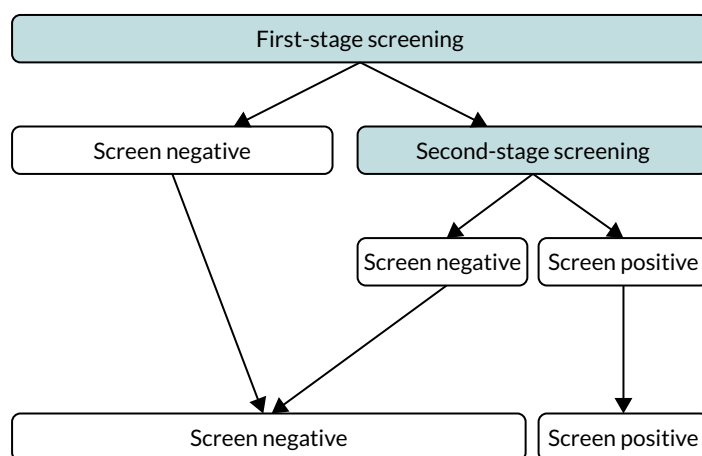 First-stage screening
Screen negative
Second-stage screening
Screen negative
Screen positive
Screen negative
Screen positive